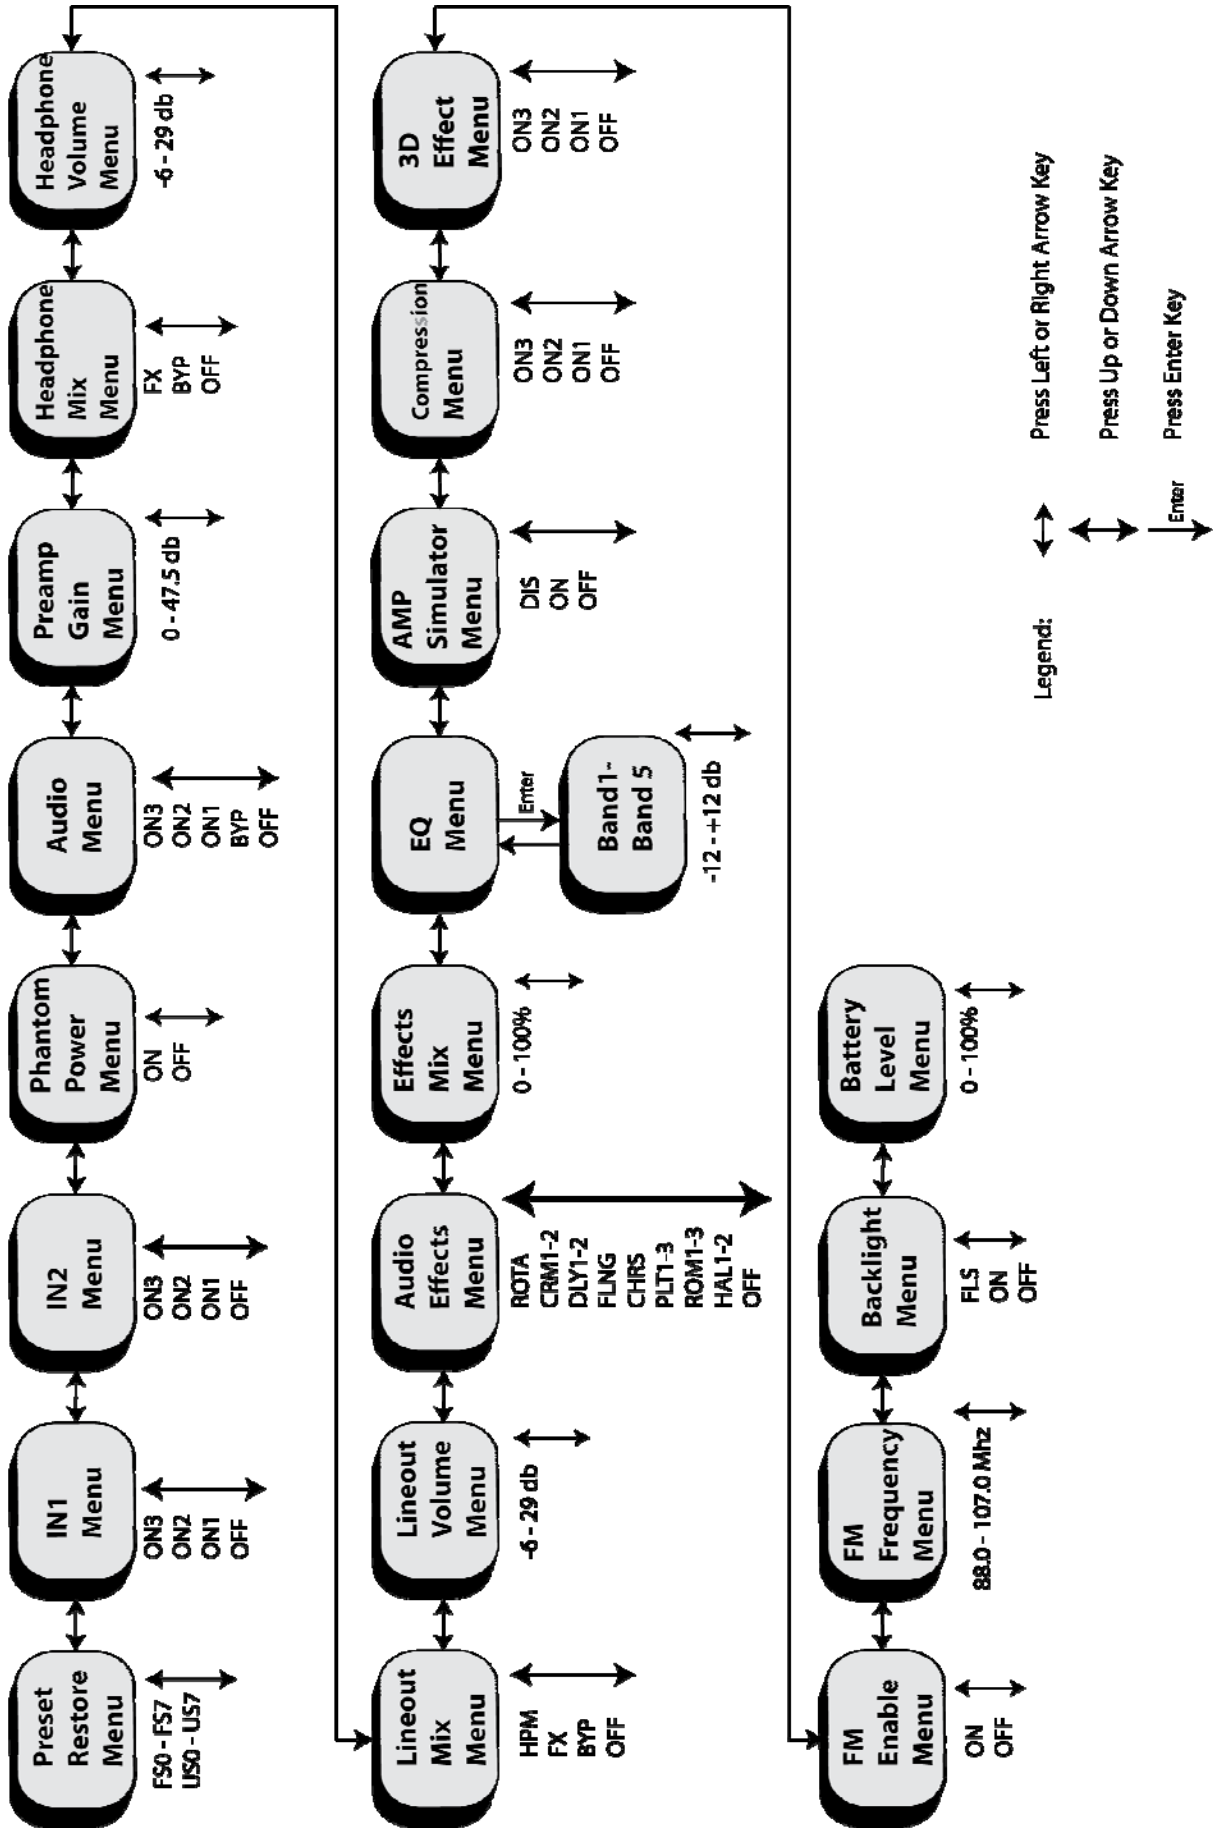 Preset
Restore
Menu
FS0 - FS7
US0 - US7
IN1
Menu
ON3
ON2
ON1
OFF
IN2
Menu
ON3
ON2
ON1
OFF
Phantom
Power
Menu
ON
OFF
Audio
Menu
ON3
ON2
ON1
BYP
OFF
Preamp
Gain
Menu
0 - 47.5 db
Headphone
Mix
Menu
FX
BYP
OFF
Headphone
Volume
Menu
-6 - 29 db
Lineout
Mix
Menu
HPM
FX
BYP
OFF
Lineout
Volume
Menu
-6 - 29 db
Audio
Effects
Menu
ROTA
CRM1-2
DLY1-2
FLNG
CHRS
PLT1-3
ROM1-3
HAL1-2
OFF
Effects
Mix
Menu
0 - 100%
EQ
Menu
Enter
Band1-
Band 5
-12 - +12 db
AMP
Simulator
Menu
DIS
ON
OFF
Compression
Menu
ON3
ON2
ON1
OFF
3D
Effect
Menu
ON3
ON2
ON1
OFF
FM
Enable
Menu
ON
OFF
FM
Frequency
Menu
88.0 - 107.0 Mhz
Backlight
Menu
FLS
ON
OFF
Battery
Level
Menu
0 - 100%
Legend:
Press Left or Right Arrow Key
Press Up or Down Arrow Key
Enter
Press Enter Key